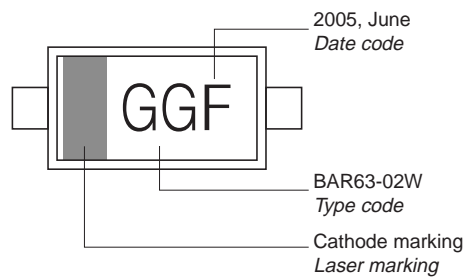 2005, June
Date code
GGF
BAR63-02W
Type code
Cathode marking
Laser marking